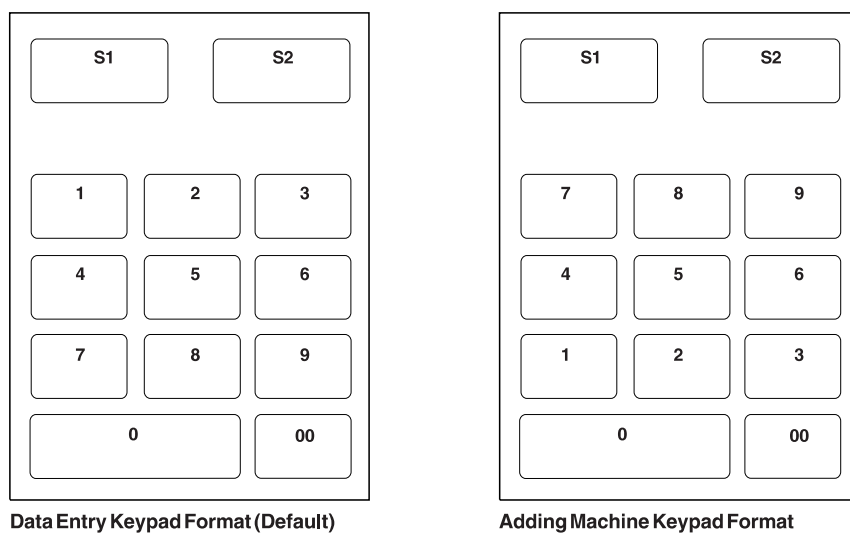 S1 S2
1 2 3
4 5 6
7 8 9
0 00
Data Entry Keypad Format (Default)
S1 S2
7 8 9
4 5 6
1 2 3
0 00
Adding Machine Keypad Format